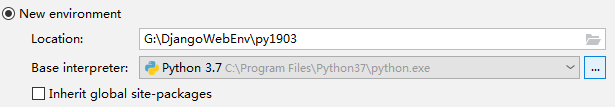 New environment
Location: G:\DjangoWebEnv\py1903
Base interpreter: Python 3.7 C:\Program Files\Python37\python.exe ...
Inherit global site-packages